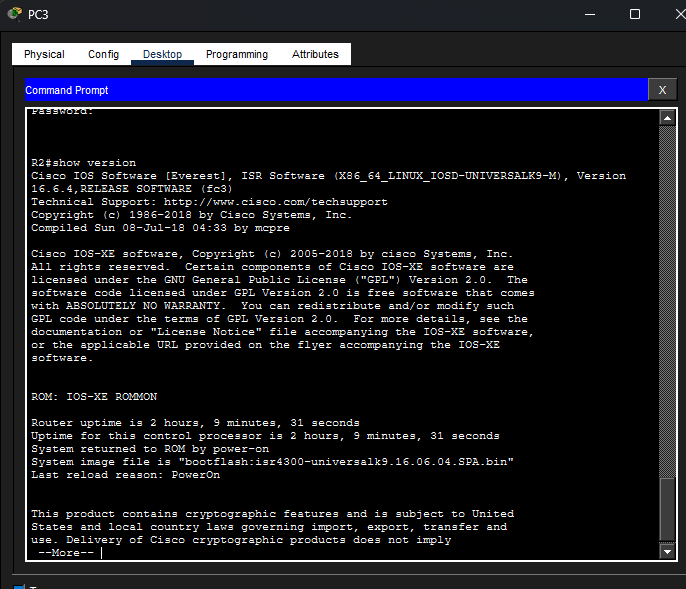 PC3
Physical Config Desktop Programming Attributes
Command Prompt
X
Password:
R2#show version
Cisco IOS Software [Everest], ISR Software (X86_64_LINUX_IOSD-UNIVERSALK9-M), Version
16.6.4,RELEASE SOFTWARE (fc3)
Technical Support: http://www.cisco.com/techsupport
Copyright (c) 1986-2018 by Cisco Systems, Inc.
Compiled Sun 08-Jul-18 04:33 by mcpre
Cisco IOS-XE software, Copyright (c) 2005-2018 by cisco Systems, Inc.
All rights reserved.  Certain components of Cisco IOS-XE software are
licensed under the GNU General Public License ("GPL") Version 2.0.  The
software code licensed under GPL Version 2.0 is free software that comes
with ABSOLUTELY NO WARRANTY.  You can redistribute and/or modify such
GPL code under the terms of GPL Version 2.0.  For more details, see the
documentation or "License Notice" file accompanying the IOS-XE software,
or the applicable URL provided on the flyer accompanying the IOS-XE
software.
ROM: IOS-XE ROMMON
Router uptime is 2 hours, 9 minutes, 31 seconds
Uptime for this control processor is 2 hours, 9 minutes, 31 seconds
System returned to ROM by power-on
System image file is "bootflash:isr4300-universalk9.16.06.04.SPA.bin"
Last reload reason: PowerOn
This product contains cryptographic features and is subject to United
States and local country laws governing import, export, transfer and
use. Delivery of Cisco cryptographic products does not imply
--More--